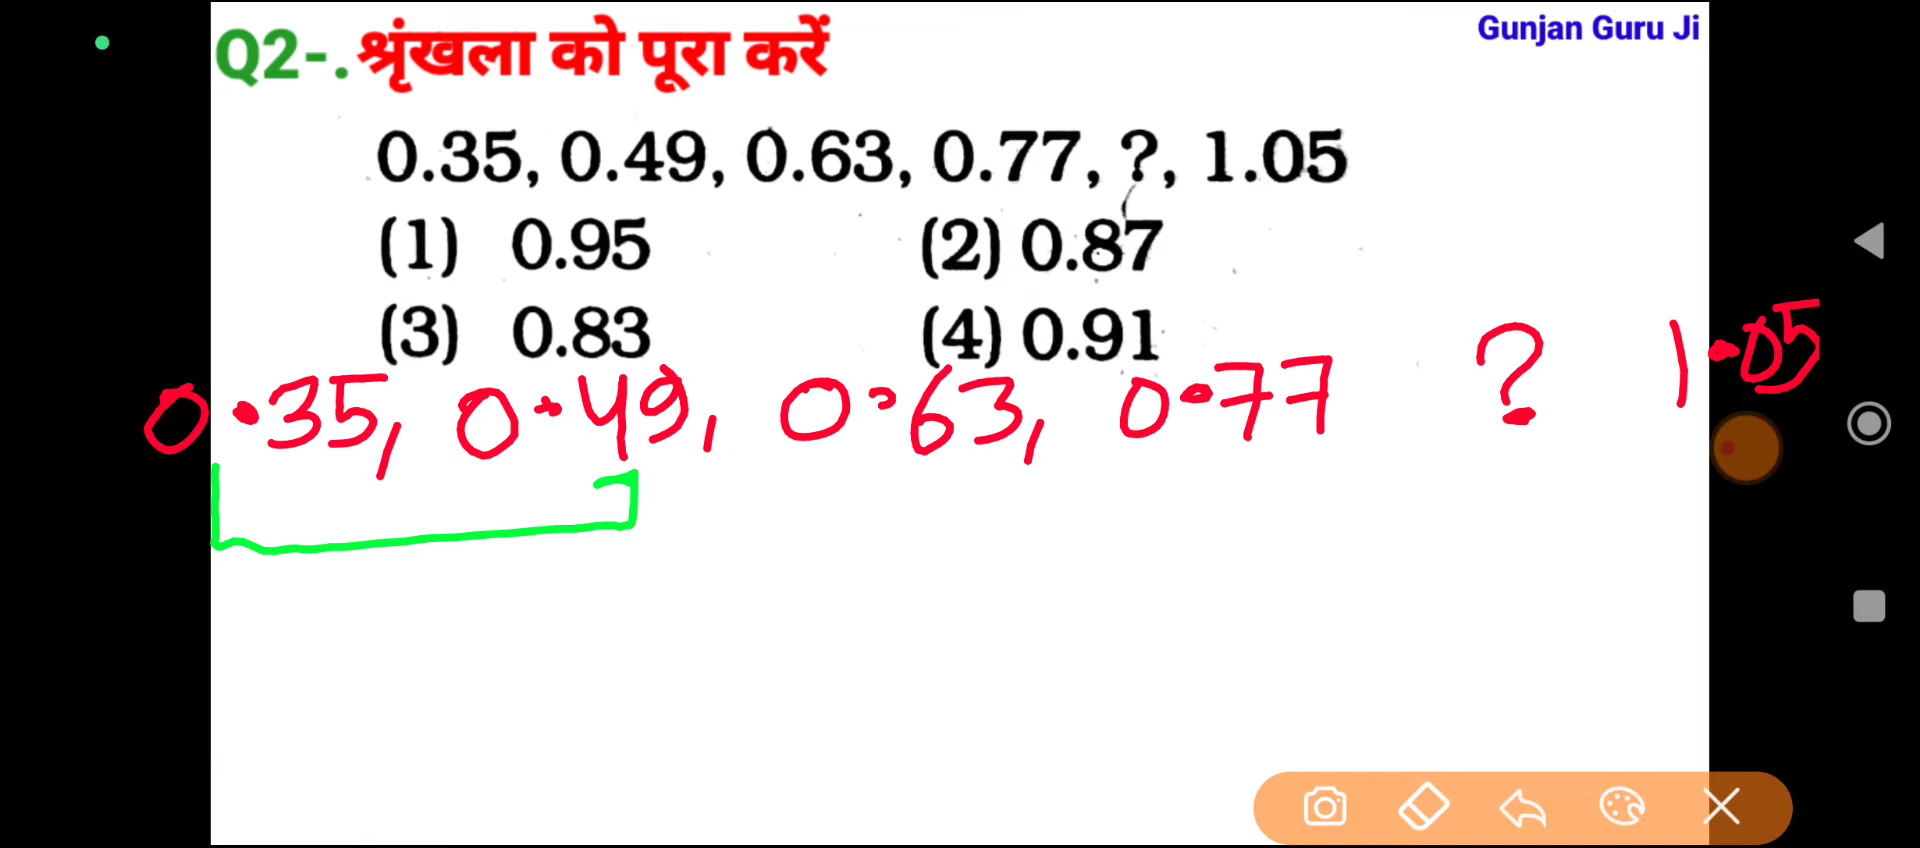 Q2-. श्रृंखला को पूरा करें
Gunjan Guru Ji
0.35, 0.49, 0.63, 0.77, ?, 1.05
(1) 0.95 (2) 0.87
(3) 0.83 (4) 0.91
0.35, 0.49, 0.63, 0.77 ? 1.05